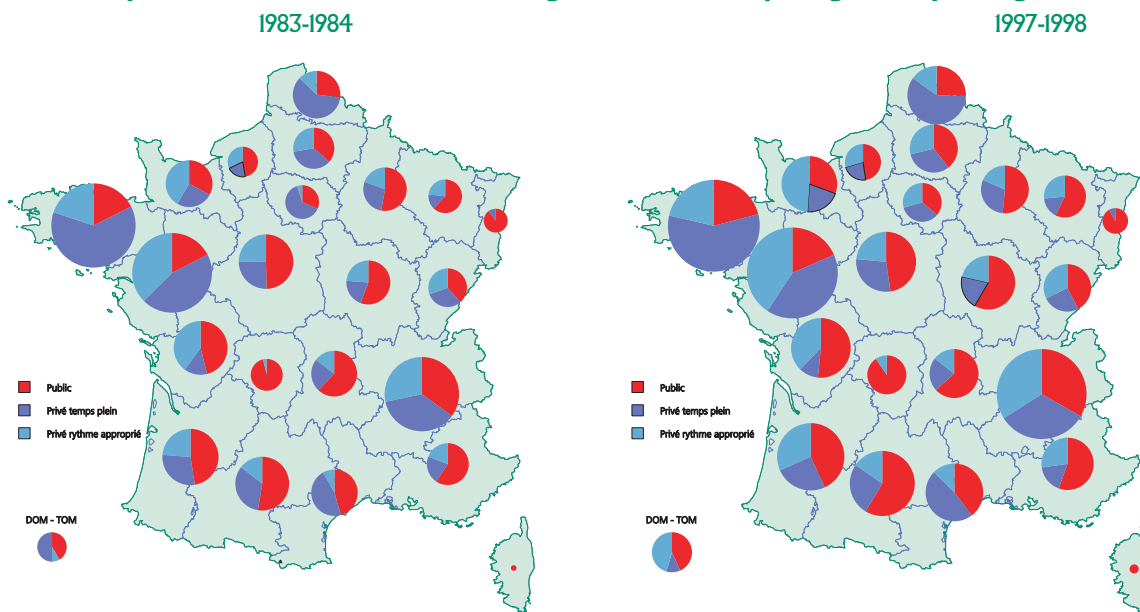 1983-1984
1997-1998
Public
Privé temps plein
Privé rythme approprié
DOM - TOM
Public
Privé temps plein
Privé rythme approprié
DOM - TOM